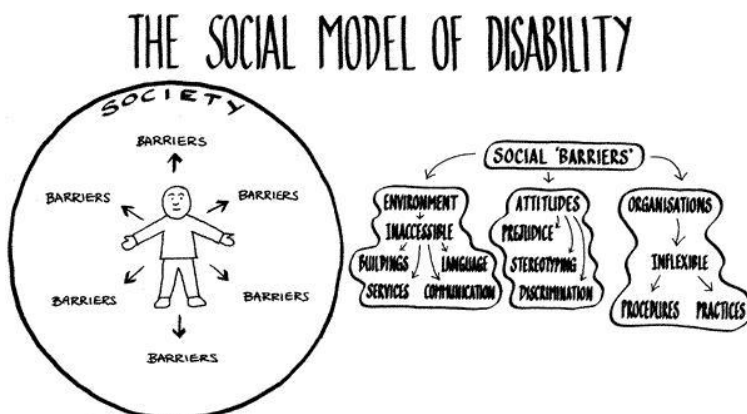 THE SOCIAL MODEL OF DISABILITY
SOCIETY
BARRIERS
BARRIERS
BARRIERS
BARRIERS
BARRIERS
BARRIERS
SOCIAL 'BARRIERS'
ENVIRONMENT
INACCESSIBLE
BUILDINGS LANGUAGE
SERVICES COMMUNICATION
ATTITUDES
PREJUDICE
STEREOTYPING
DISCRIMINATION
ORGANISATIONS
INFLEXIBLE
PROCEDURES PRACTICES